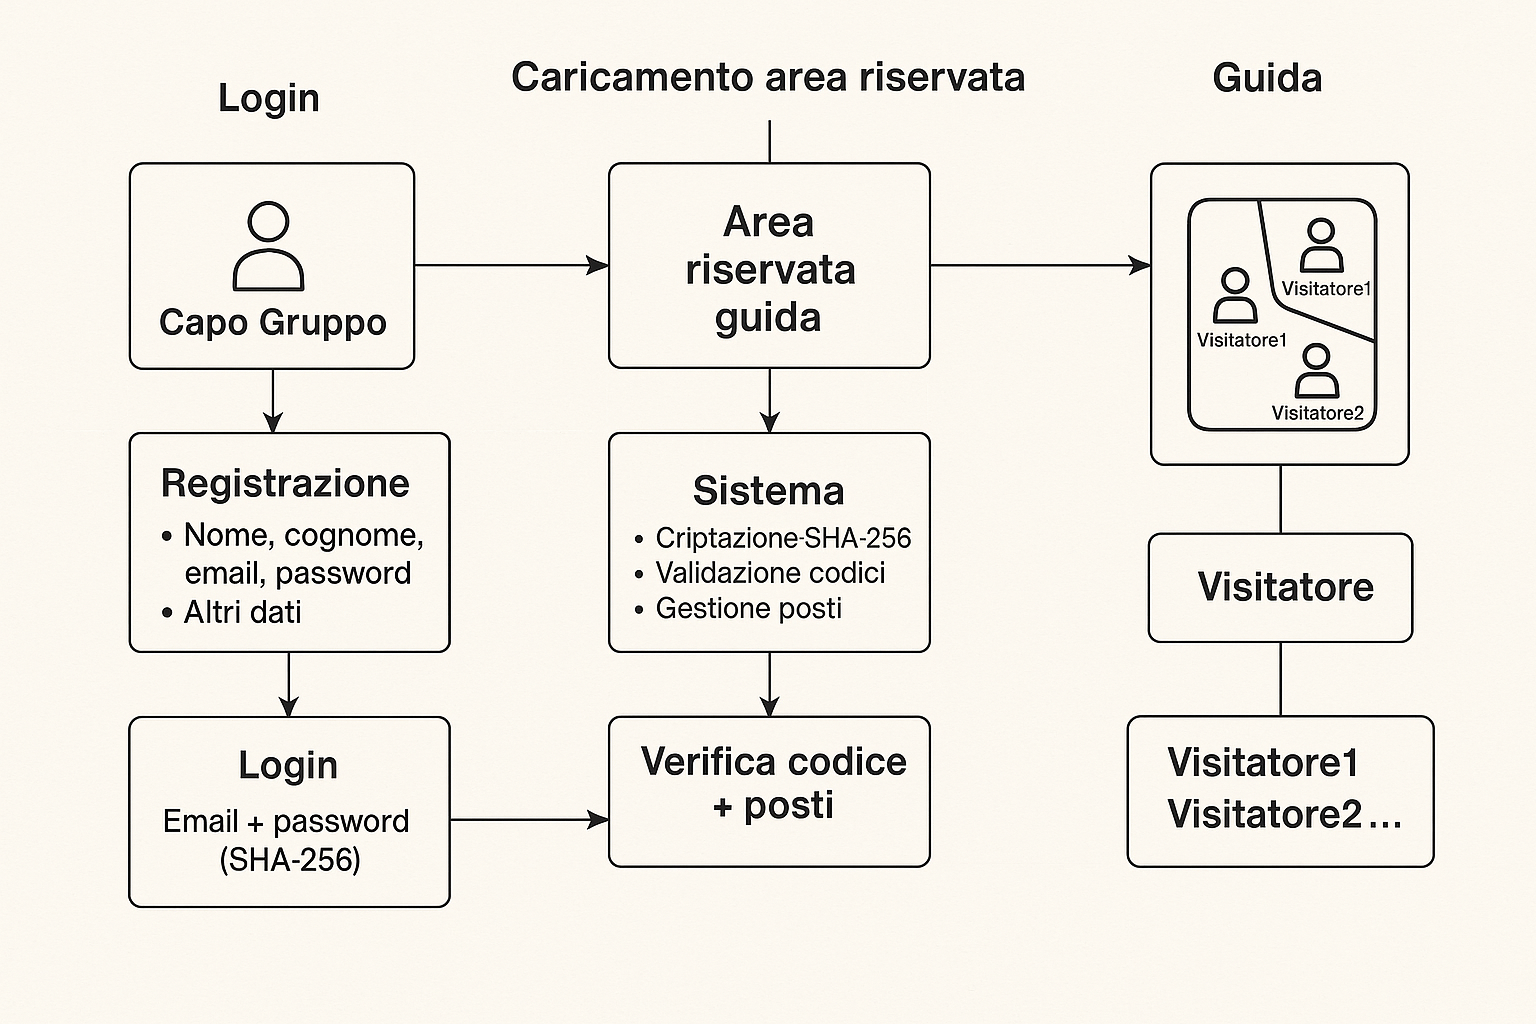 Login
Caricamento area riservata
Guida
Capo Gruppo
Area
riservata
guida
Visitatore1
Visitatore1
Visitatore2
Registrazione
• Nome, cognome,
email, password
• Altri dati
Sistema
• Criptazione-SHA-256
• Validazione codici
• Gestione posti
Visitatore
Login
Email + password
(SHA-256)
Verifica codice
+ posti
Visitatore1
Visitatore2...